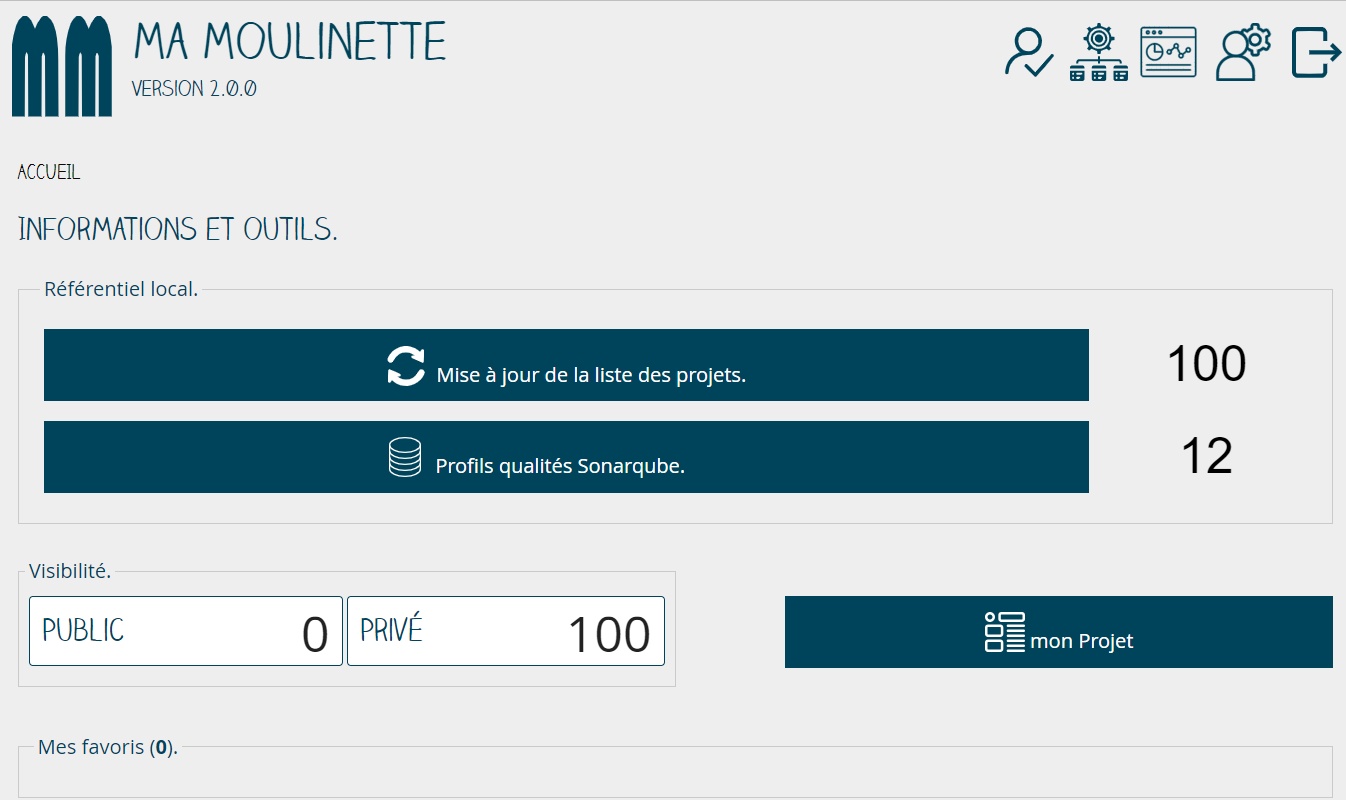 MA MOULINETTE
VERSION 2.0.0
ACCUEIL
INFORMATIONS ET OUTILS.
Référentiel local.
Mise à jour de la liste des projets. 100
Profils qualités Sonarqube. 12
Visibilité.
PUBLIC 0 PRIVÉ 100
mon Projet
Mes favoris (0).